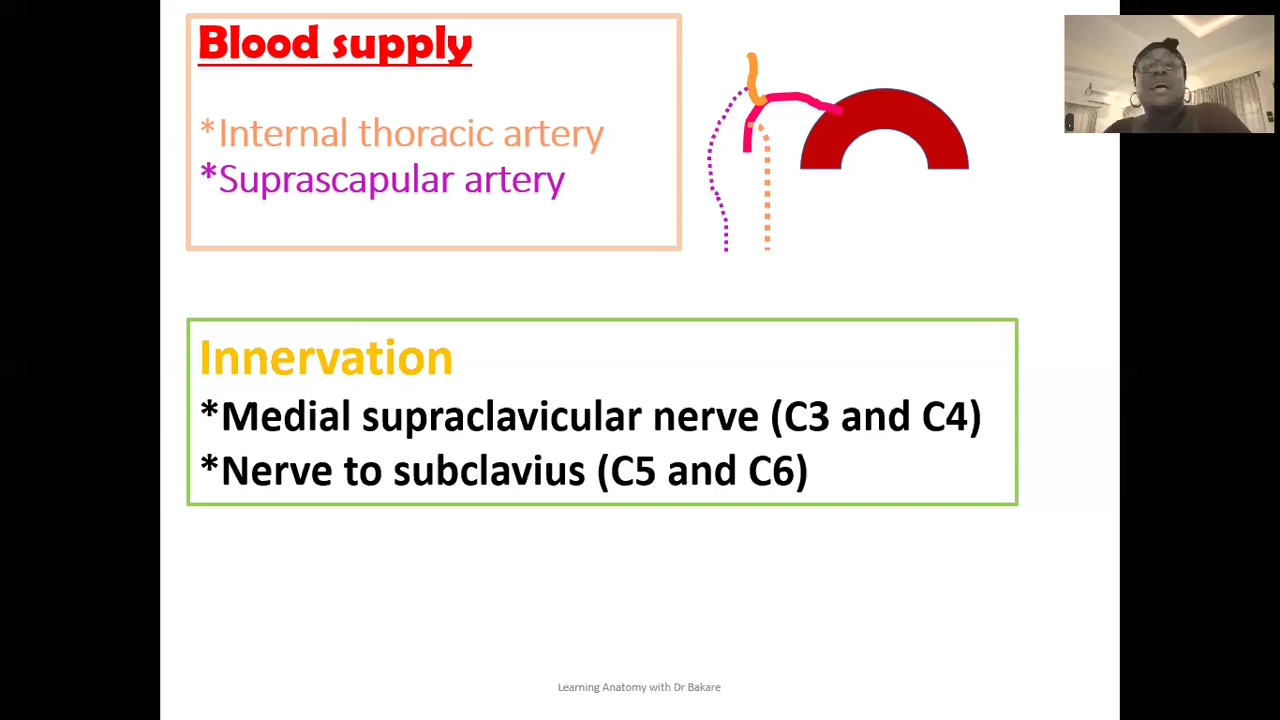 Blood supply
*Internal thoracic artery
*Suprascapular artery
Innervation
*Medial supraclavicular nerve (C3 and C4)
*Nerve to subclavius (C5 and C6)
Learning Anatomy with Dr Bakare